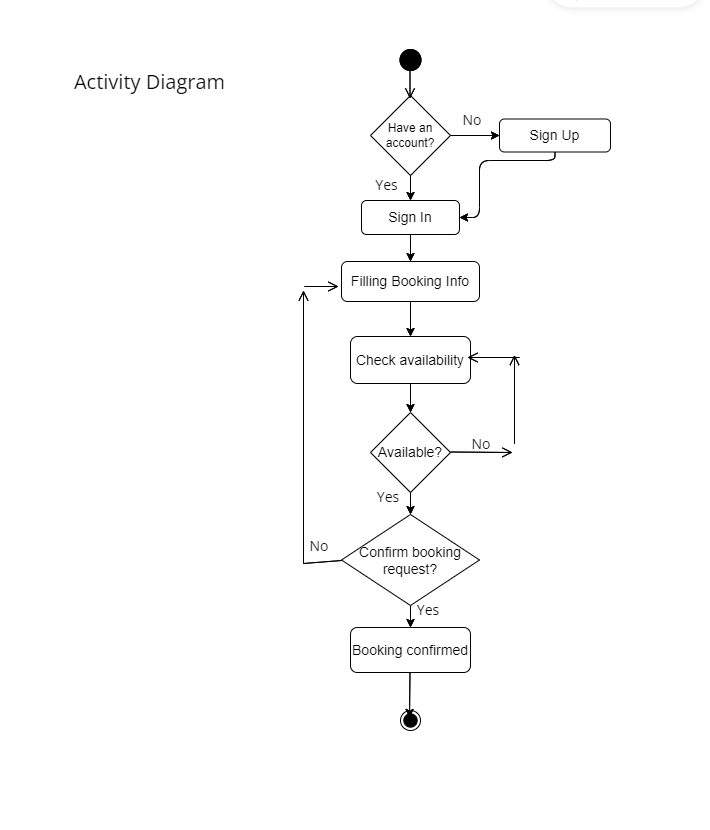 Activity Diagram
Have an
account?
No
Sign Up
Yes
Sign In
Filling Booking Info
Check availability
Available?
No
Yes
Confirm booking
request?
No
Yes
Booking confirmed